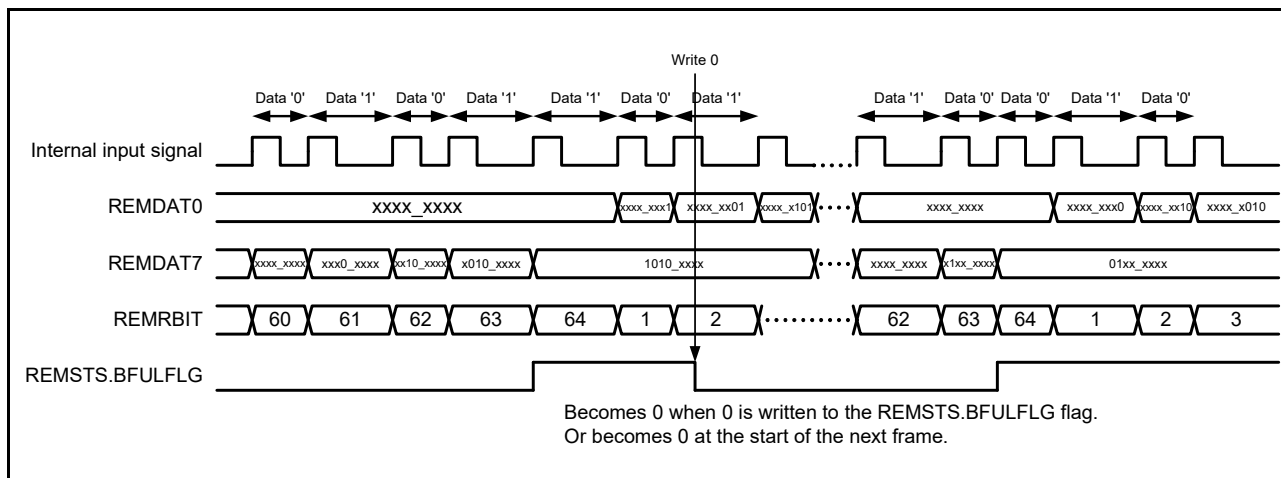 Write 0
Data '0' Data '1' Data '0' Data '1' Data '1' Data '0' Data '1' Data '1' Data '0' Data '0' Data '1' Data '0'
Internal input signal
REMDAT0 xxxx_xxxx xxxx_xxx1 xxxx_xx01 xxxx_x101 xxxx_xxxx xxxx_xxx0 xxxx_xx10 xxxx_x010
REMDAT7 xxxx_xxxx xxx0_xxxx xx10_xxxx x010_xxxx 1010_xxxx xxxx_xxxx x1xx_xxxx 01xx_xxxx
REMRBIT 60 61 62 63 64 1 2 62 63 64 1 2 3
REMSTS.BFULFLG
Becomes 0 when 0 is written to the REMSTS.BFULFLG flag.
Or becomes 0 at the start of the next frame.